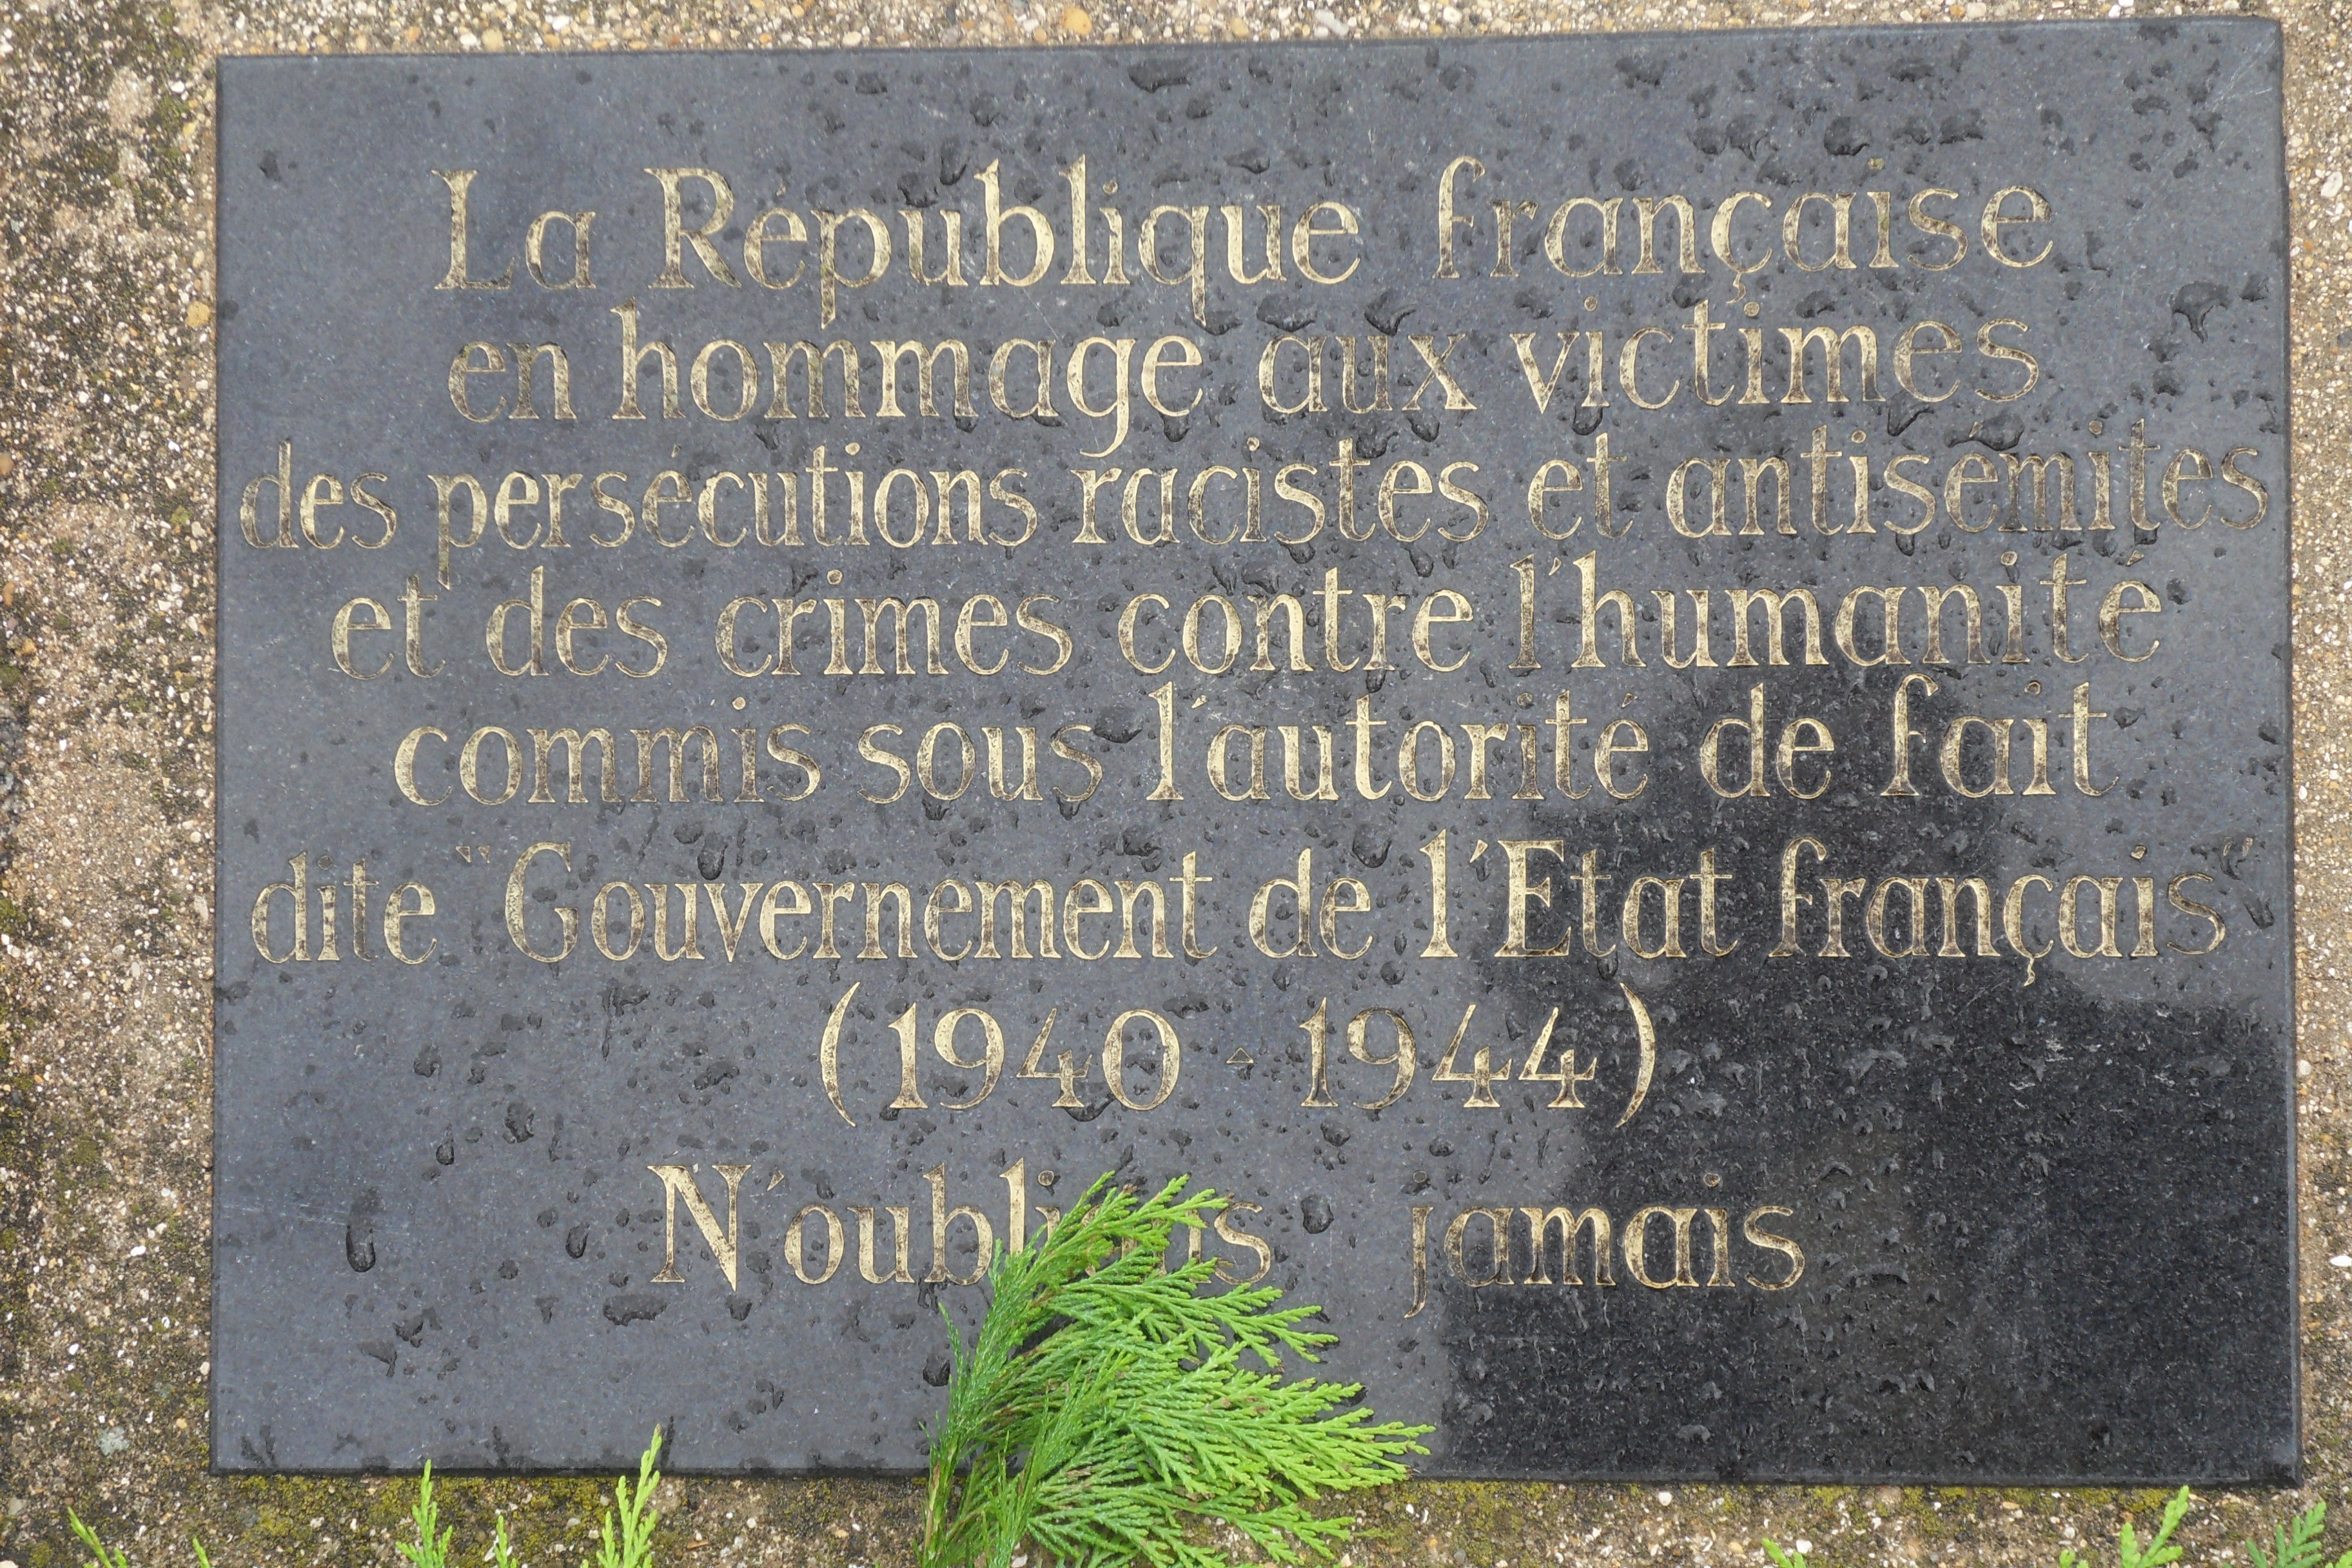 La République française
en hommage aux victimes
des persécutions racistes et antisémites
et des crimes contre l'humanité
commis sous l'autorité de fait
dite "Gouvernement de l'Etat français"
(1940 - 1944)
N'oublions jamais